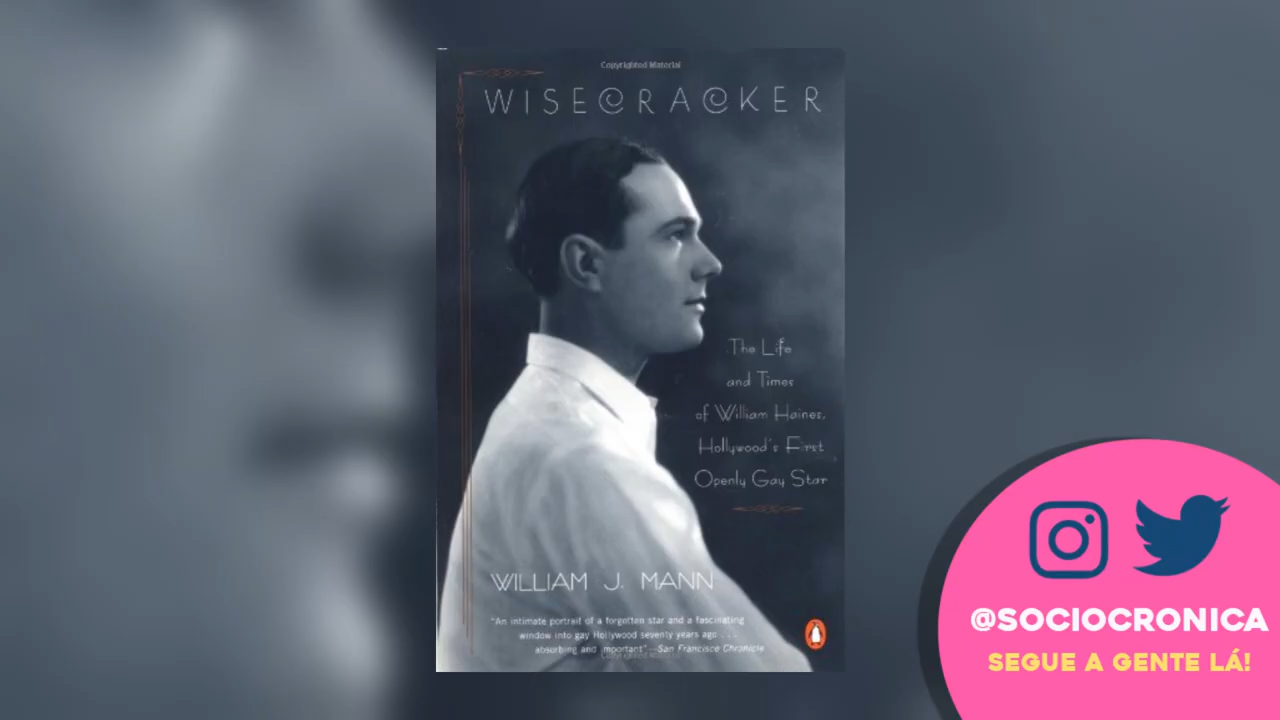 Copyrighted Material
WISECRACKER
The Life
and Times
of William Haines,
Hollywood's First
Openly Gay Star
WILLIAM J. MANN
"An intimate portrait of a forgotten star and a fascinating
window into gay Hollywood seventy years ago . . .
absorbing and important"—San Francisco Chronicle
Copyrighted Material
@SOCIOCRONICA
SEGUE A GENTE LÁ!